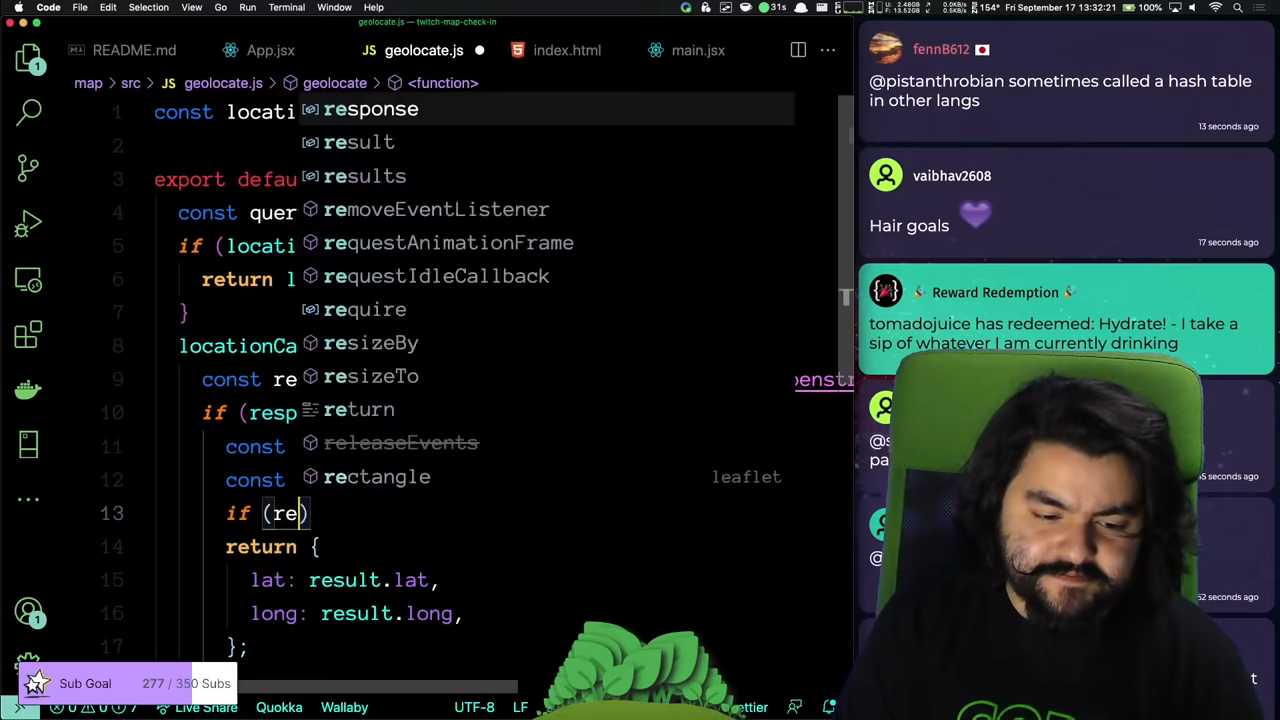 Code File Edit Selection View Go Run Terminal Window Help
31s
154° Fri September 17 13:32:21
100%
geolocate.js — twitch-map-check-in
README.md
App.jsx
JS geolocate.js
index.html
main.jsx
map > src > JS geolocate.js > geolocate > <function>
1 const locati
2
3 export defau
4 const quer
5 if (locati
6 return l
7 }
8 locationCa
9 const re
10 if (resp
11 const
12 const
13 if (re)
14 return {
15 lat: result.lat,
16 long: result.long,
17 };
response
result
results
removeEventListener
requestAnimationFrame
requestIdleCallback
require
resizeBy
resizeTo
return
releaseEvents
rectangle leaflet
penstr
Sub Goal 277 / 350 Subs
Live Share
Quokka
Wallaby
UTF-8
LF
fennB612
@pistanthrobian sometimes called a hash table
in other langs
13 seconds ago
vaibhav2608
Hair goals
17 seconds ago
Reward Redemption
tomadojuice has redeemed: Hydrate! - I take a
sip of whatever I am currently drinking